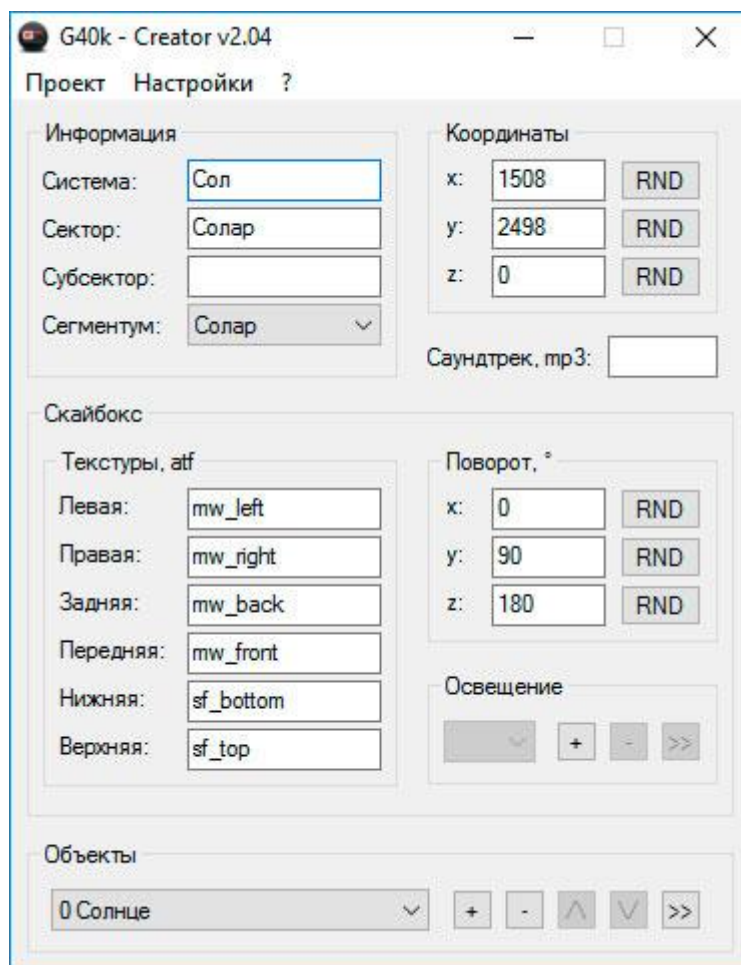 G40k - Creator v2.04
Проект Настройки ?
Информация
Система: Сол
Сектор: Солар
Субсектор:
Сегментум: Солар
Координаты
x: 1508 RND
y: 2498 RND
z: 0 RND
Саундтрек, mp3:
Скайбокс
Текстуры, atf
Левая: mw_left
Правая: mw_right
Задняя: mw_back
Передняя: mw_front
Нижняя: sf_bottom
Верхняя: sf_top
Поворот, °
x: 0 RND
y: 90 RND
z: 180 RND
Освещение
+ - >>
Объекты
0 Солнце + - >>